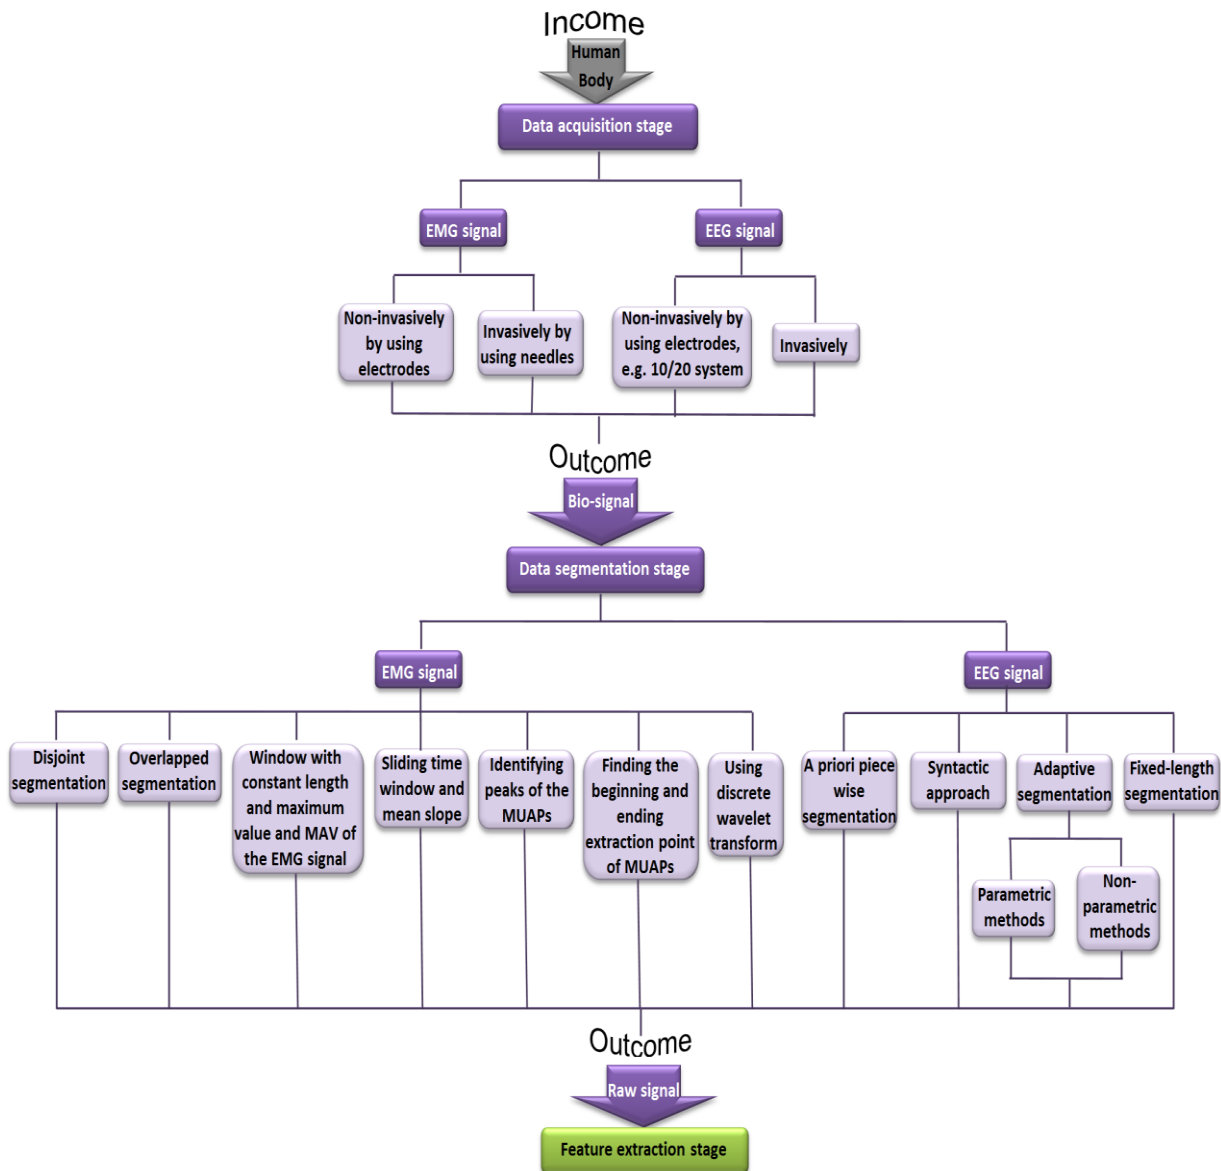 Income
Human
Body
Data acquisition stage
EMG signal
EEG signal
Non-invasively
by using
electrodes
Invasively by
using needles
Non-invasively by
using electrodes,
e.g. 10/20 system
Invasively
Outcome
Bio-signal
Data segmentation stage
EMG signal
EEG signal
Disjoint
segmentation
Overlapped
segmentation
Window with
constant length
and maximum
value and MAV of
the EMG signal
Sliding time
window and
mean slope
Identifying
peaks of the
MUAPs
Finding the
beginning and
ending
extraction point
of MUAPs
Using
discrete
wavelet
transform
A priori piece
wise
segmentation
Syntactic
approach
Adaptive
segmentation
Fixed-length
segmentation
Parametric
methods
Non-
parametric
methods
Outcome
Raw signal
Feature extraction stage